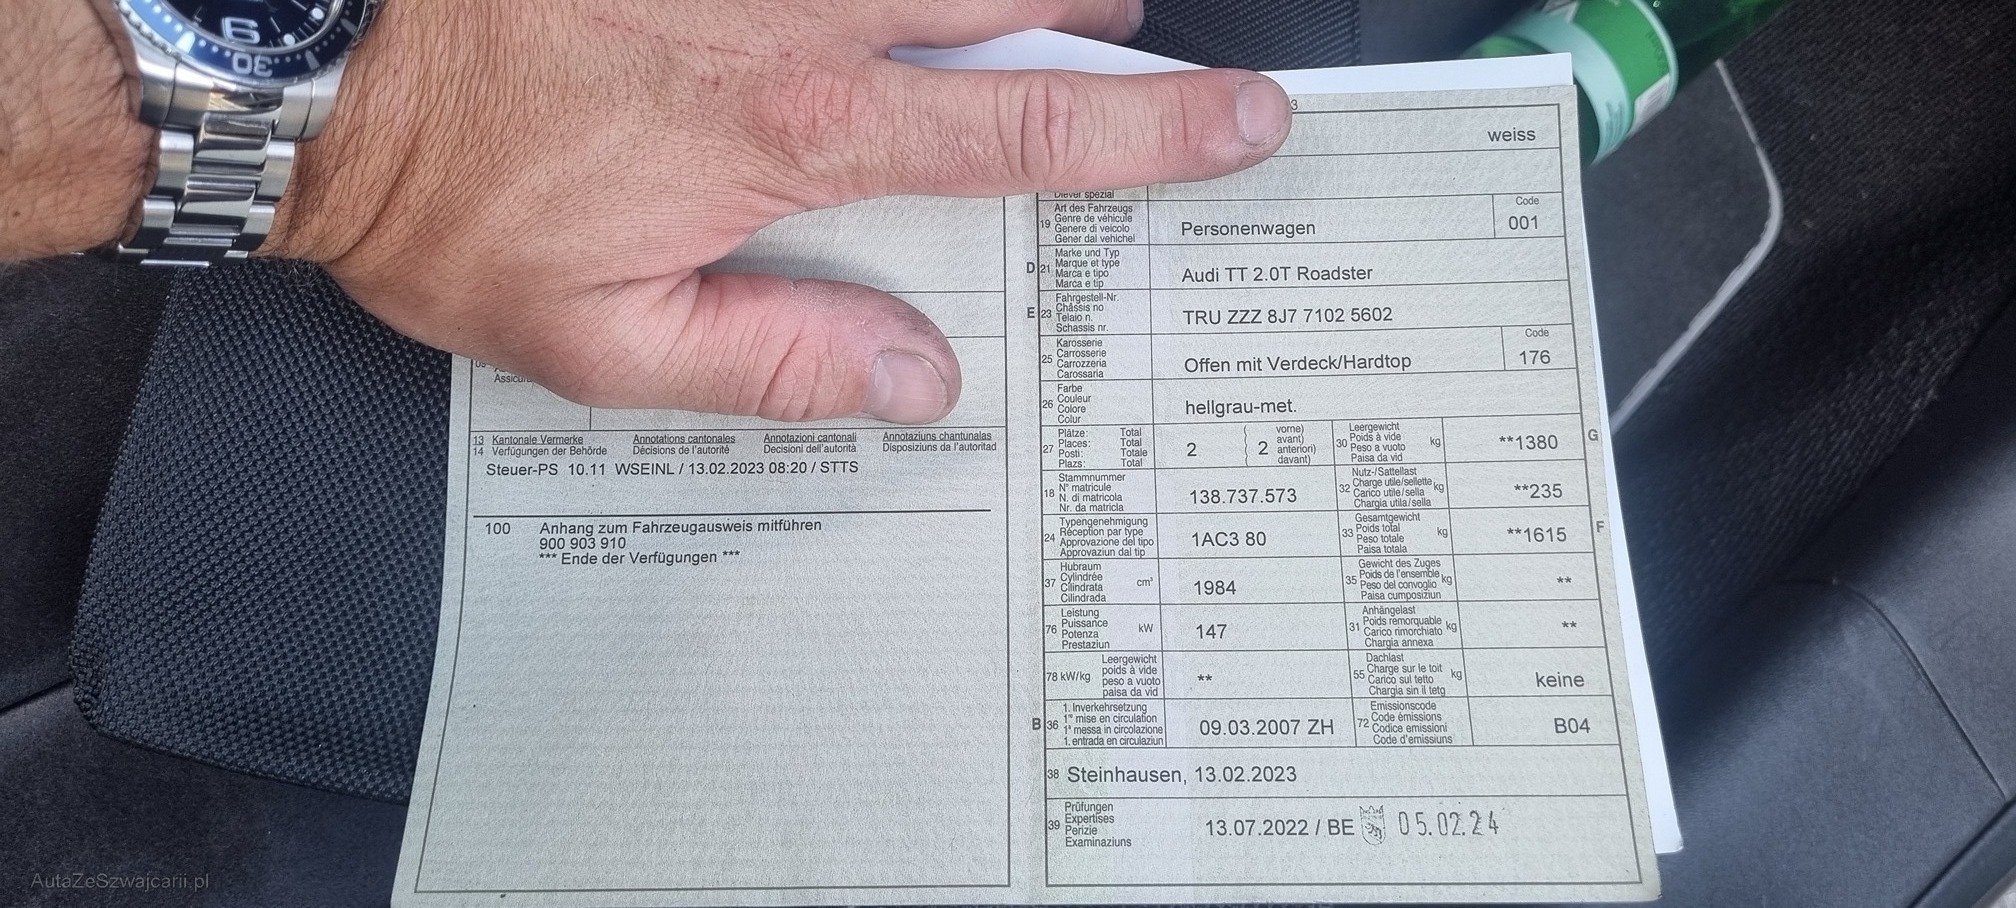 6
30
3
weiss
Diever spezial
19 Art des Fahrzeugs
Genre de véhicule
Genere di veicolo
Gener dal vehichel
Personenwagen
Code
001
D 21 Marke und Typ
Marque et type
Marca e tipo
Marca e tip
Audi TT 2.0T Roadster
E 23 Fahrgestell-Nr.
Châssis no
Telaio n.
Schassis nr.
TRU ZZZ 8J7 7102 5602
25 Karosserie
Carrosserie
Carrozzeria
Carossaria
Offen mit Verdeck/Hardtop
Code
176
26 Farbe
Couleur
Colore
Colur
hellgrau-met.
27 Plätze: Total
Places: Total
Posti: Totale
Plazs: Total
2
2
vorne)
avant)
anteriori)
davant)
30 Leergewicht
Poids à vide
Peso a vuoto
Paisa da vid
kg
**1380
G
18 Stammnummer
N° matricule
N. di matricola
Nr. da matricla
138.737.573
32 Nutz-/Sattellast
Charge utile/sellette
Carico utile/sella
Chargia utila/sella
kg
**235
24 Typengenehmigung
Réception par type
Approvazione del tipo
Approvaziun dal tip
1AC3 80
33 Gesamtgewicht
Poids total
Peso totale
Paisa totala
kg
**1615
F
37 Hubraum
Cylindrée
Cilindrata
Cilindrada
cm³
1984
35 Gewicht des Zuges
Poids de l'ensemble
Peso del convoglio
Paisa cumposiziun
kg
**
76 Leistung
Puissance
Potenza
Prestaziun
kW
147
31 Anhängelast
Poids remorquable
Carico rimorchiato
Chargia annexa
kg
**
78 kW/kg
Leergewicht
poids à vide
peso a vuoto
paisa da vid
**
55 Dachlast
Charge sur le toit
Carico sul tetto
Chargia sin il tetg
kg
keine
B 36 1. Inverkehrsetzung
1re mise en circulation
1a messa in circolazione
1. entrada en circulaziun
09.03.2007 ZH
72 Emissionscode
Code émissions
Codice emissioni
Code d'emissiuns
B04
38 Steinhausen, 13.02.2023
39 Prüfungen
Expertises
Perizie
Examinaziuns
13.07.2022 / BE
05.02.24
13 Kantonale Vermerke
14 Verfügungen der Behörde
Annotations cantonales
Décisions de l'autorité
Annotazioni cantonali
Decisioni dell'autorità
Annotaziuns chantunalas
Disposiziuns da l'autoritad
Steuer-PS 10.11 WSEINL / 13.02.2023 08:20 / STTS
100 Anhang zum Fahrzeugausweis mitführen
900 903 910
*** Ende der Verfügungen ***
AutaZeSzwajcarii.pl